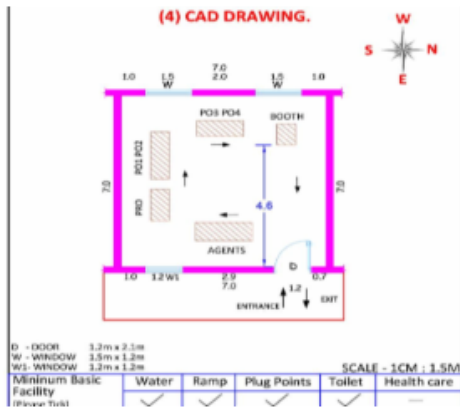 (4) CAD DRAWING.
W
S N
E
7.0
1.0 1.5 2.0 1.5 1.0
W W
PO3 PO4 BOOTH
PO1 PO2
7.0 7.0
4.6
PRO
AGENTS
D
1.0 1.2 W1 2.9 0.7
7.0 1.2
ENTRANCE EXIT
D - DOOR 1.2m x 2.1m
W - WINDOW 1.5m x 1.2m
W1- WINDOW 1.2m x 1.2m
SCALE - 1CM : 1.5M
Mininum Basic Water Ramp Plug Points Toilet Health care
Facility
(Please Tick)